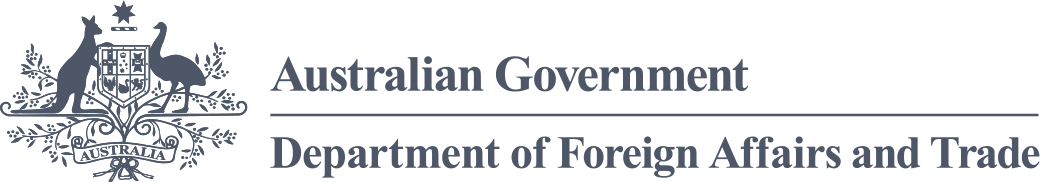 Australian Government
Department of Foreign Affairs and Trade
AUSTRALIA